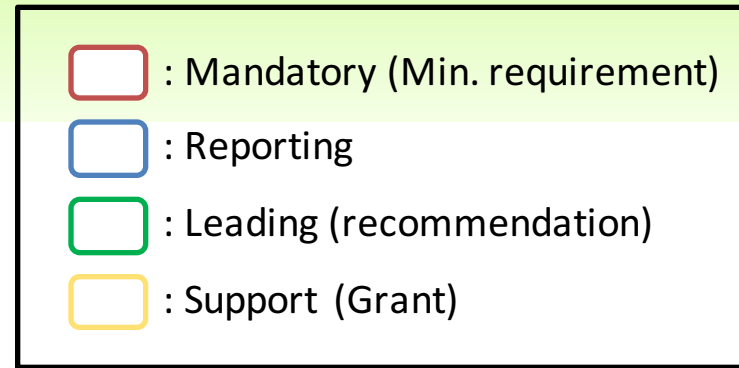 : Mandatory (Min. requirement)
: Reporting
: Leading (recommendation)
: Support (Grant)